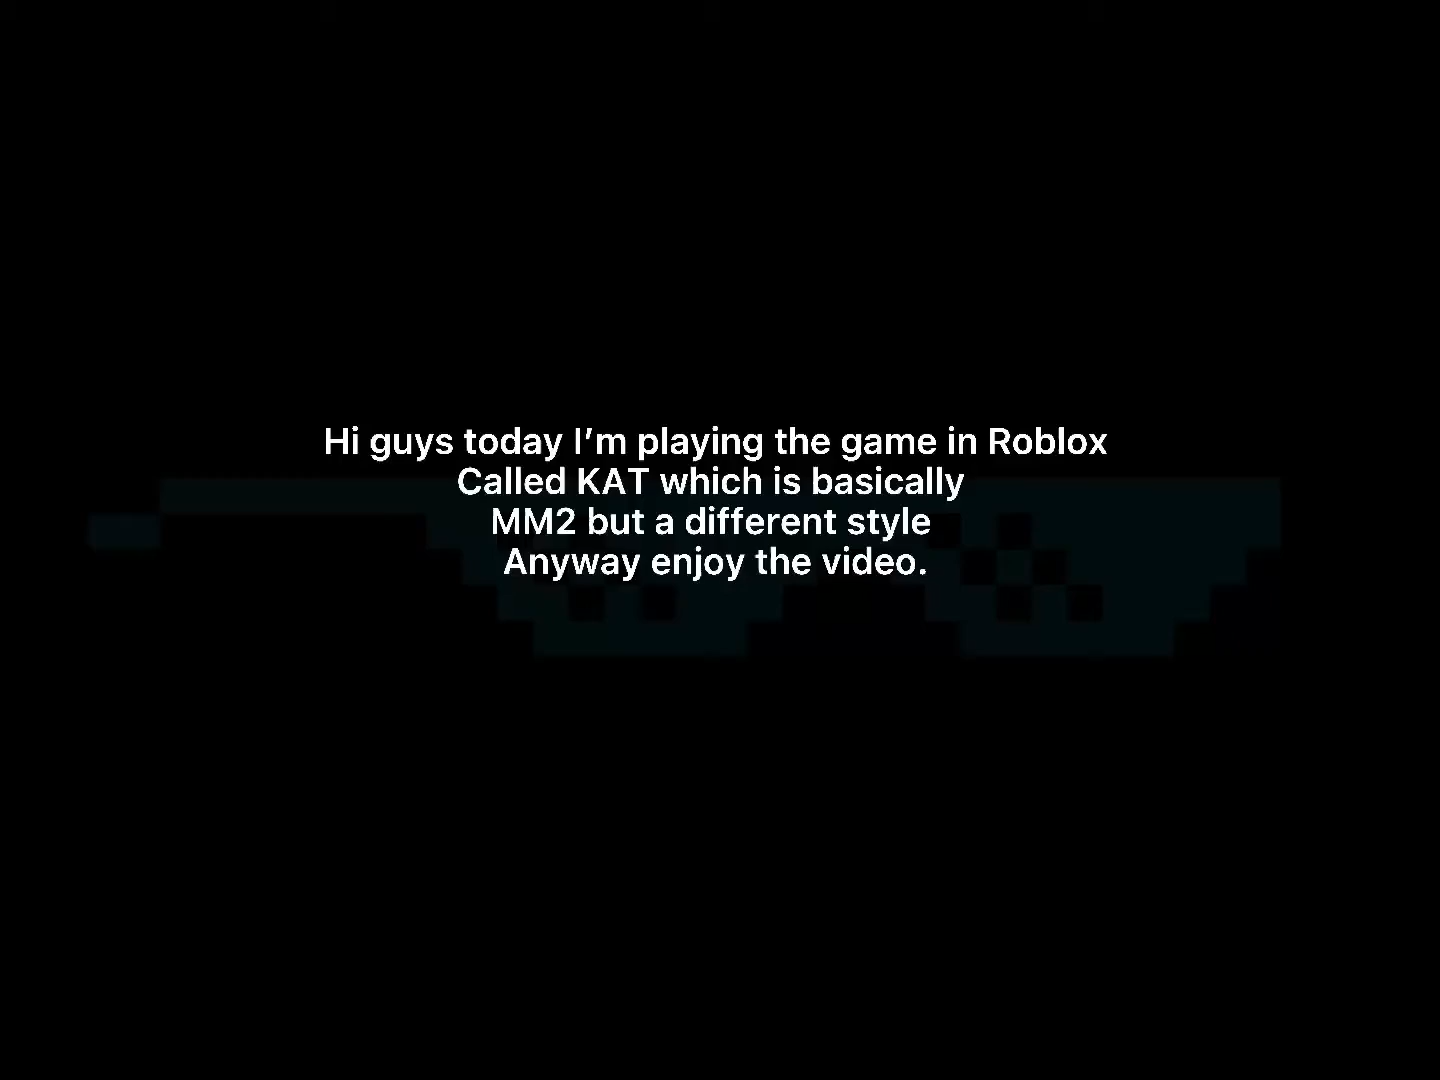 Hi guys today I’m playing the game in Roblox
Called KAT which is basically
MM2 but a different style
Anyway enjoy the video.